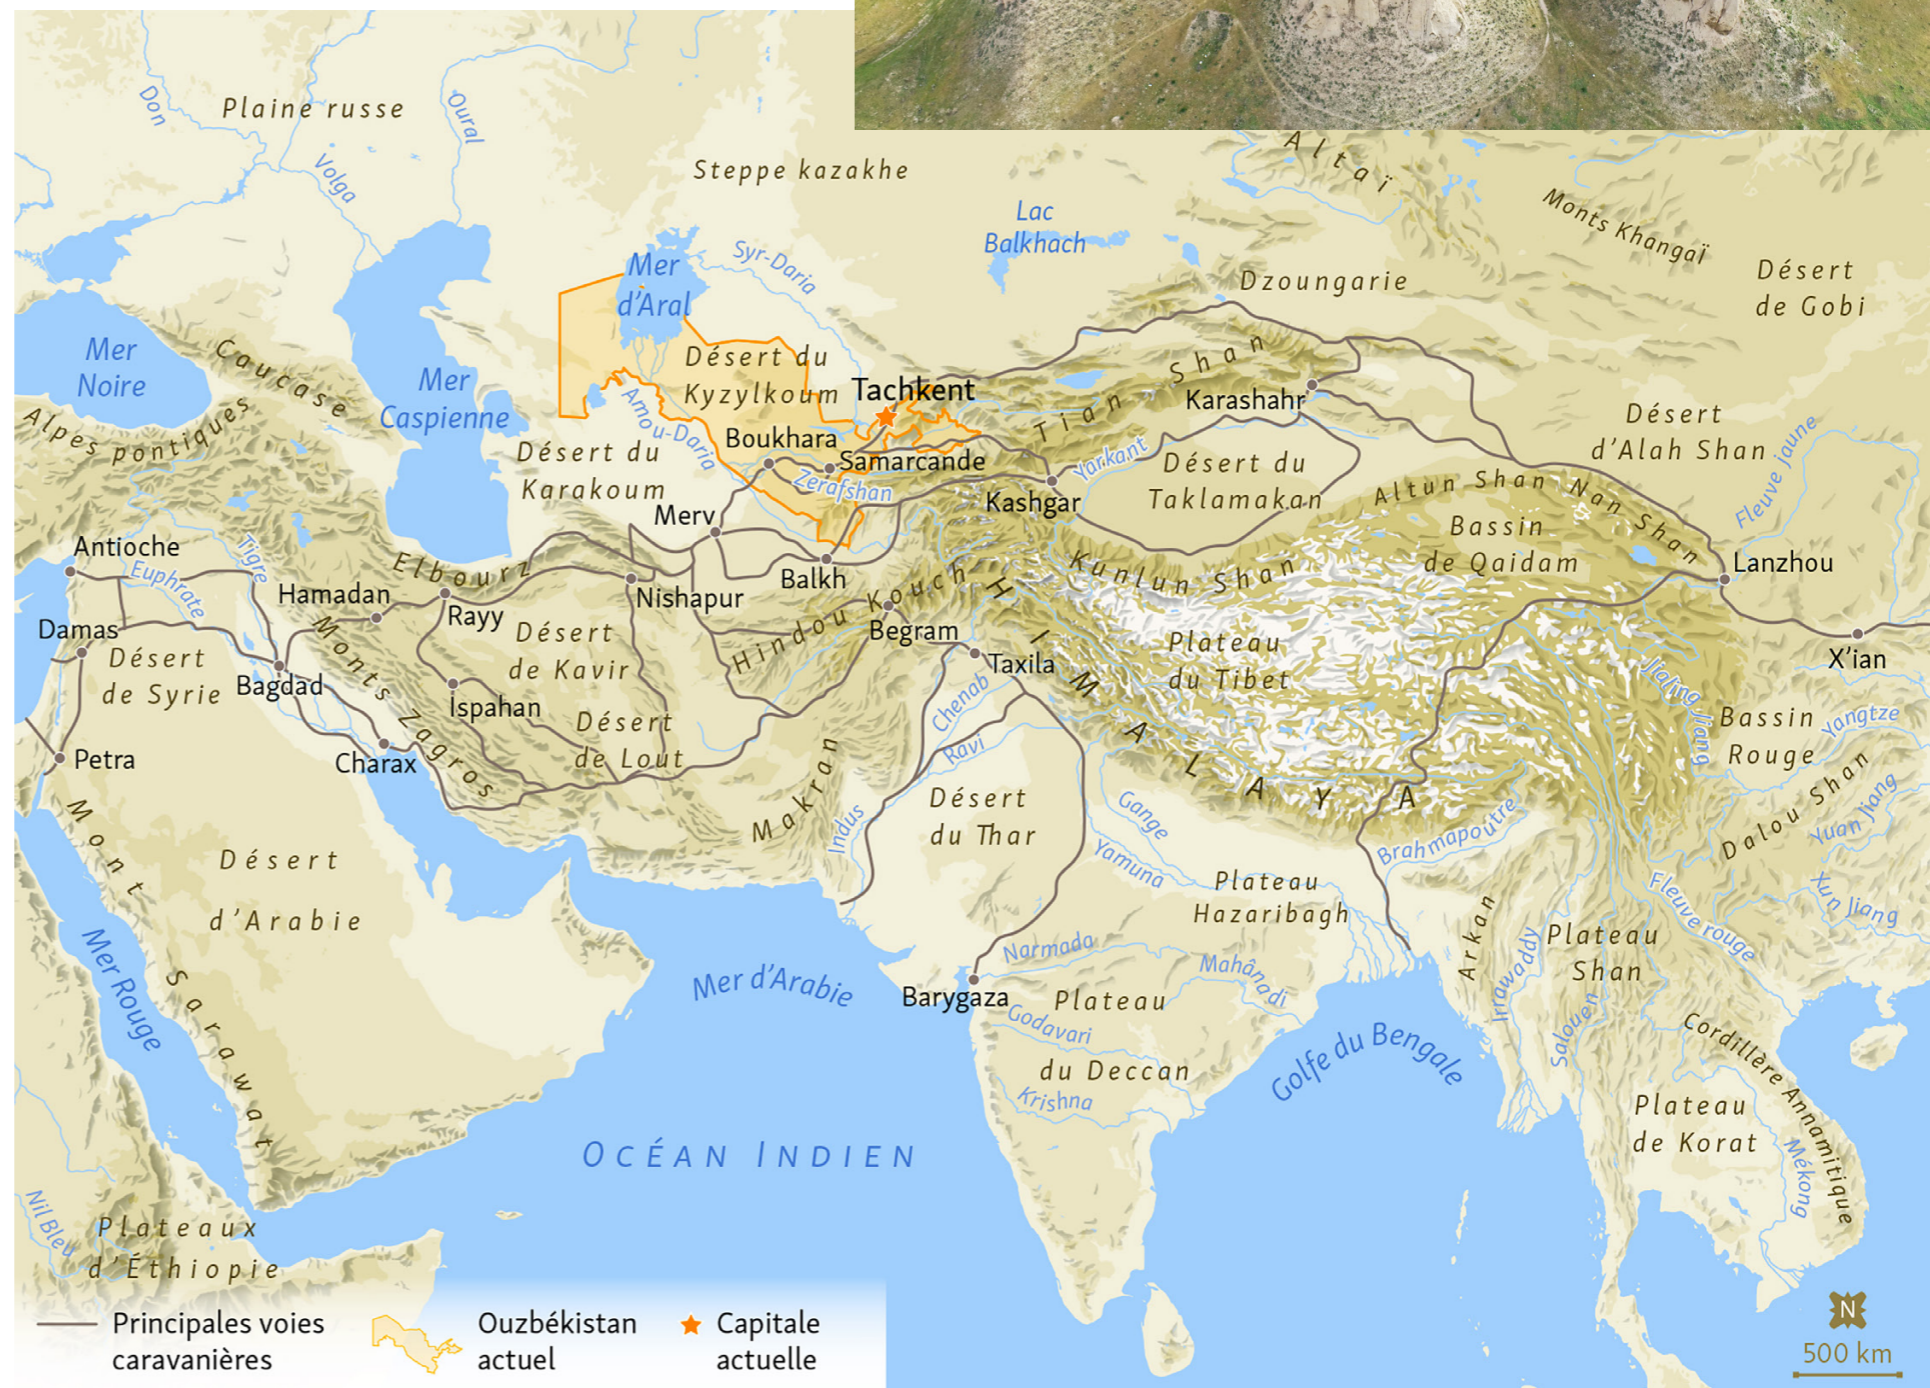 Don
Plaine russe
Oural
Volga
Steppe kazakhe
Altaï
Monts Khangaï
Lac
Balkhach
Syr-Daria
Mer
d'Aral
Dzoungarie
Désert
de Gobi
Mer
Noire
Caucase
Mer
Caspienne
Désert du
Kyzylkoum
Tachkent
Tian Shan
Karashahr
Alpes pontiques
Amou-Daria
Boukhara
Samarcande
Zerafshan
Désert du
Karakoum
Yarkant
Kashgar
Désert du
Taklamakan
Altun Shan
Nan Shan
Désert
d'Alah Shan
Fleuve jaune
Merv
Bassin
de Qaidam
Antioche
Euphrate
Tigre
Elbourz
Hamadan
Rayy
Nishapur
Balkh
Hindou Kouch
Kunlun Shan
Lanzhou
Damas
Désert
de Syrie
Bagdad
Monts Zagros
Désert
de Kavir
Begram
Taxila
HIMALAYA
Plateau
du Tibet
X'ian
Jialing Jiang
İspahan
Désert
de Lout
Chenab
Ravi
Bassin
Rouge
Yangtze
Petra
Charax
Makran
Indus
Désert
du Thar
Gange
Yamuna
Brahmapoutre
Dalou Shan
Yuan Jiang
Mont Sarawat
Désert
d'Arabie
Plateau
Hazaribagh
Arkan
Fleuve rouge
Xun Jiang
Mer Rouge
Mer d'Arabie
Narmada
Mahânadi
Irrawaddy
Plateau
Shan
Barygaza
Plateau
du Deccan
Godavari
Krishna
Golfe du Bengale
Salouen
Cordillère Annamitique
OCÉAN INDIEN
Plateau
de Korat
Mékong
Nil Bleu
Plateaux
d'Éthiopie
Principales voies
caravanières
Ouzbékistan
actuel
Capitale
actuelle
N
500 km